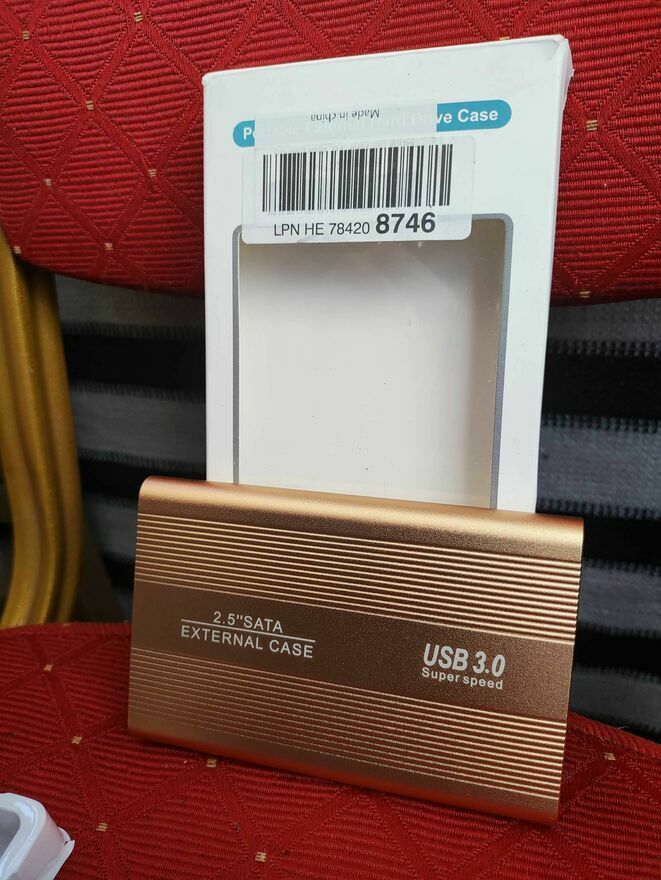 Made in china
Drive Case
LPN HE 78420 8746
2.5"SATA
EXTERNAL CASE
USB 3.0
Super speed